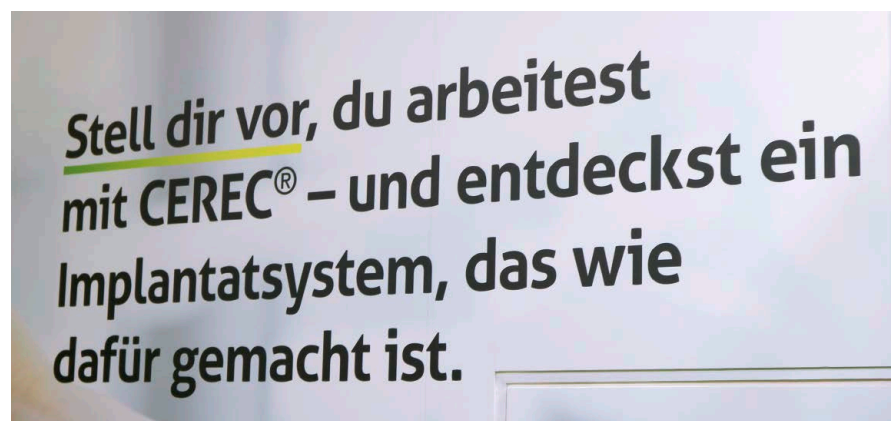 Stell dir vor, du arbeitest
mit CEREC® – und entdeckst ein
Implantatsystem, das wie
dafür gemacht ist.